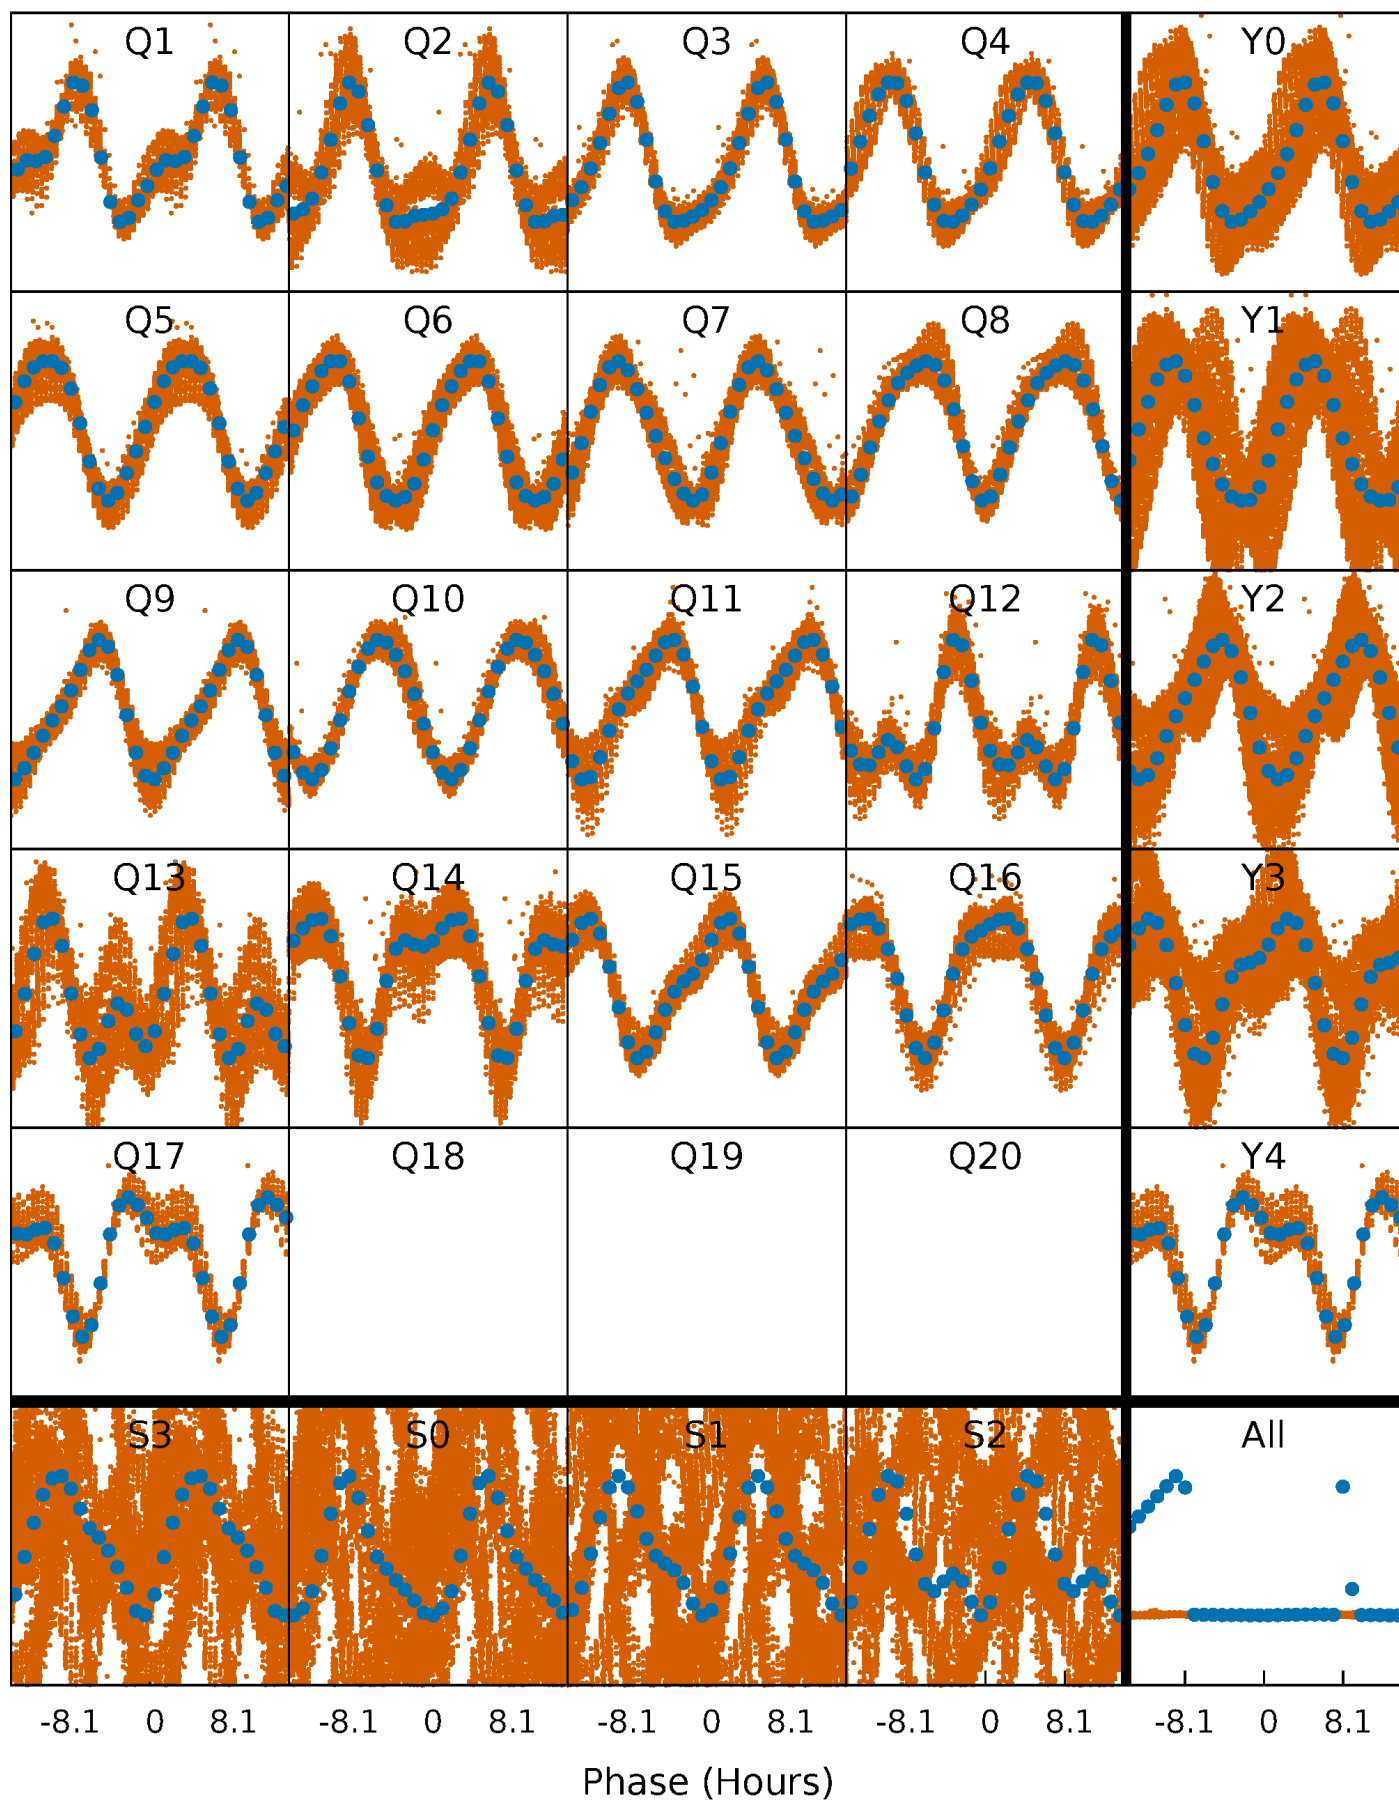 Q1 Q2 Q3 Q4 Y0
Q5 Q6 Q7 Q8 Y1
Q9 Q10 Q11 Q12 Y2
Q13 Q14 Q15 Q16 Y3
Q17 Q18 Q19 Q20 Y4
S3 S0 S1 S2 All
-8.1 0 8.1 -8.1 0 8.1 -8.1 0 8.1 -8.1 0 8.1 -8.1 0 8.1
Phase (Hours)